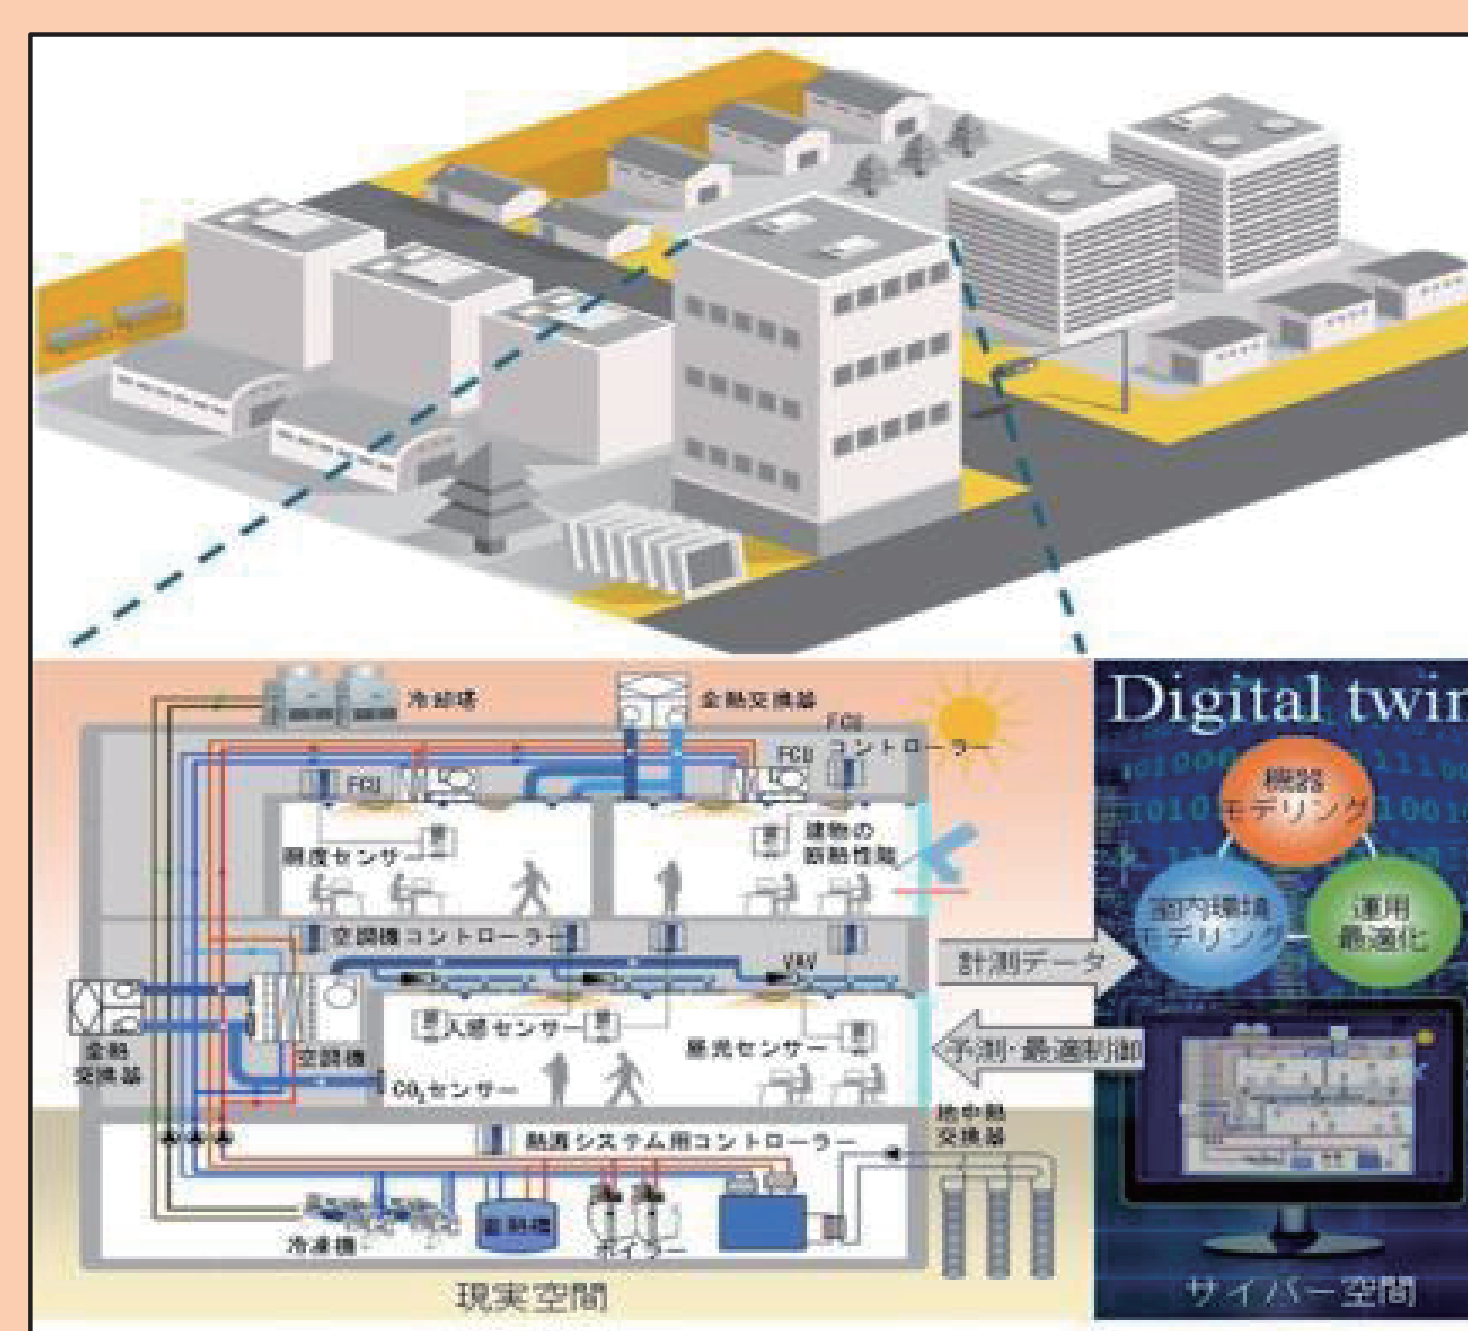 冷却塔
全熱交換器
FCU
コントローラー
FCU
FCU
照度センサー
建物の
断熱性能
空調機コントローラー
VAV
人感センサー
昼光センサー
全熱
交換器
空調機
CO₂センサー
地中熱
交換器
熱源システム用コントローラー
冷凍機
蓄熱槽
ボイラー
現実空間
計測データ
予測・最適制御
Digital twin
機器
モデリング
室内環境
モデリング
運用
最適化
サイバー空間